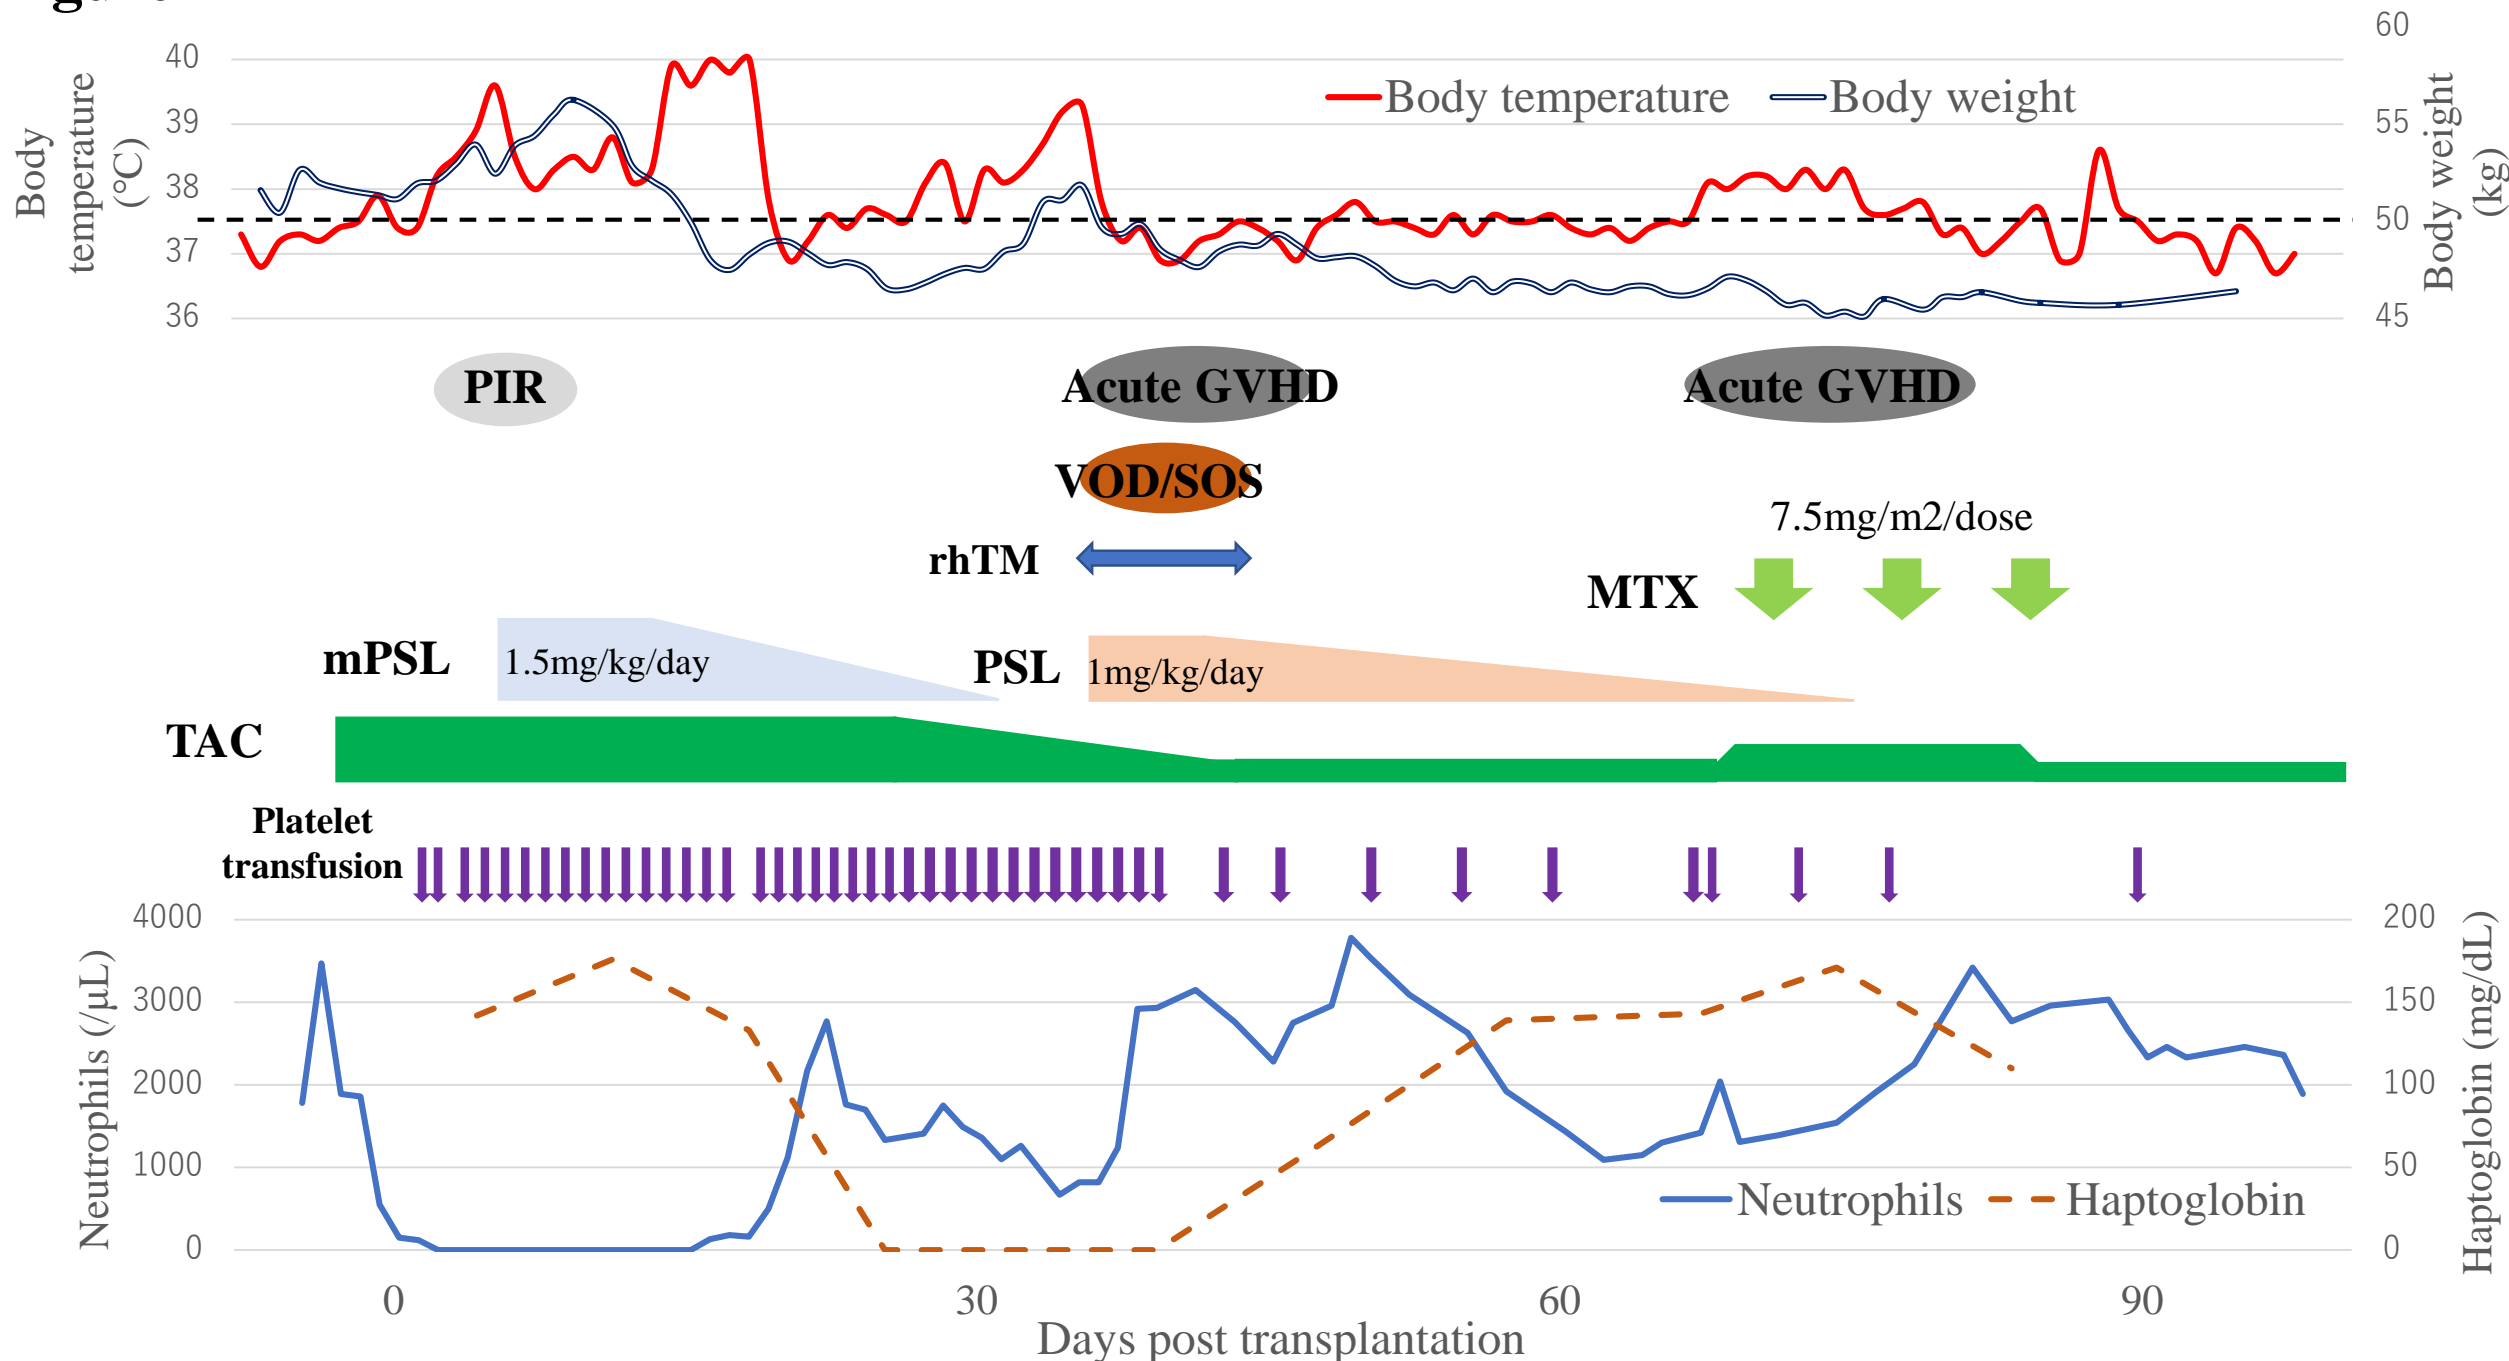 Body
temperature
(°C)
40
39
38
37
36
Body temperature
Body weight
60
55
50
45
Body weight
(kg)
PIR
Acute GVHD
Acute GVHD
VOD/SOS
7.5mg/m2/dose
rhTM
MTX
mPSL
1.5mg/kg/day
PSL
1mg/kg/day
TAC
Platelet
transfusion
Neutrophils (/μL)
4000
3000
2000
1000
0
Neutrophils
Haptoglobin
200
150
100
50
0
Haptoglobin (mg/dL)
0
30
60
90
Days post transplantation